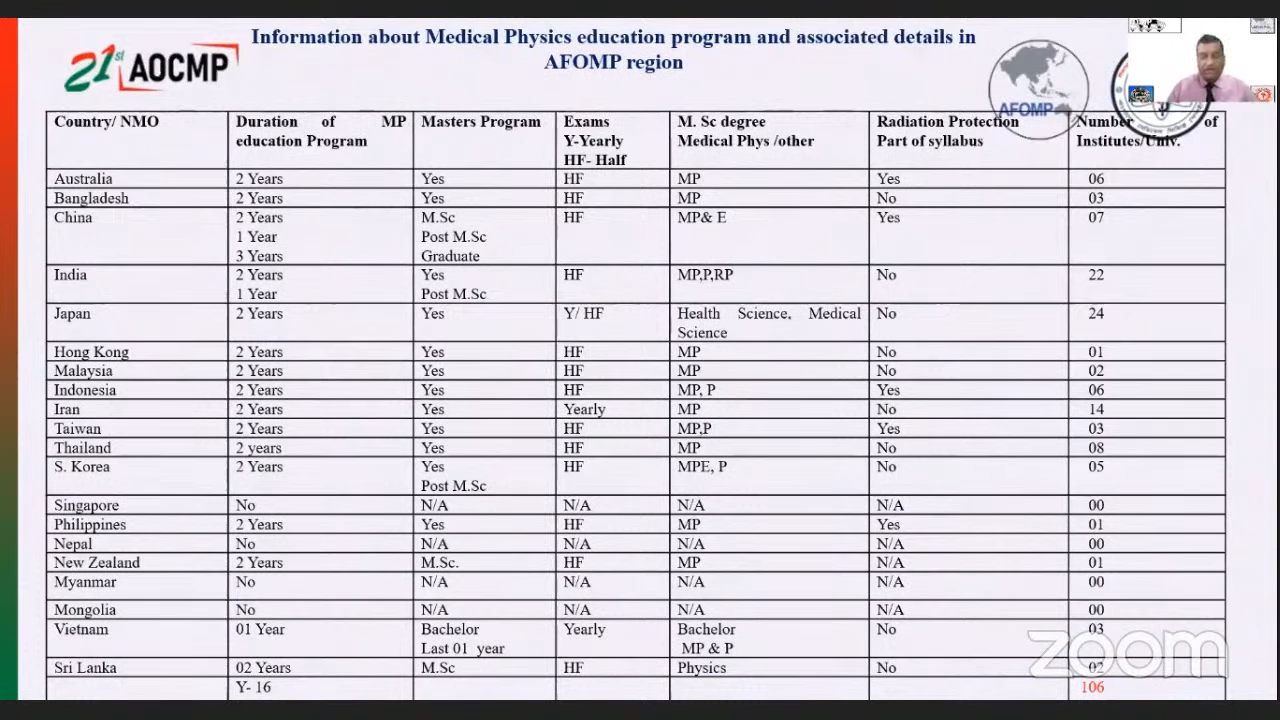 Information about Medical Physics education program and associated details in
AFOMP region
21st AOCMP
AFOMP
Country/ NMO Duration of MP Masters Program Exams M. Sc degree Radiation Protection Number of
education Program Y-Yearly Medical Phys /other Part of syllabus Institutes/Univ.
HF- Half
Australia 2 Years Yes HF MP Yes 06
Bangladesh 2 Years Yes HF MP No 03
China 2 Years M.Sc HF MP& E Yes 07
1 Year Post M.Sc
3 Years Graduate
India 2 Years Yes HF MP,P,RP No 22
1 Year Post M.Sc
Japan 2 Years Yes Y/ HF Health Science, Medical No 24
Science
Hong Kong 2 Years Yes HF MP No 01
Malaysia 2 Years Yes HF MP No 02
Indonesia 2 Years Yes HF MP, P Yes 06
Iran 2 Years Yes Yearly MP No 14
Taiwan 2 Years Yes HF MP,P Yes 03
Thailand 2 years Yes HF MP No 08
S. Korea 2 Years Yes HF MPE, P No 05
Post M.Sc
Singapore No N/A N/A N/A N/A 00
Philippines 2 Years Yes HF MP Yes 01
Nepal No N/A N/A N/A N/A 00
New Zealand 2 Years M.Sc. HF MP N/A 01
Myanmar No N/A N/A N/A N/A 00
Mongolia No N/A N/A N/A N/A 00
Vietnam 01 Year Bachelor Yearly Bachelor No 03
Last 01 year MP & P
Sri Lanka 02 Years M.Sc HF Physics No 02
Y- 16 106
zoom